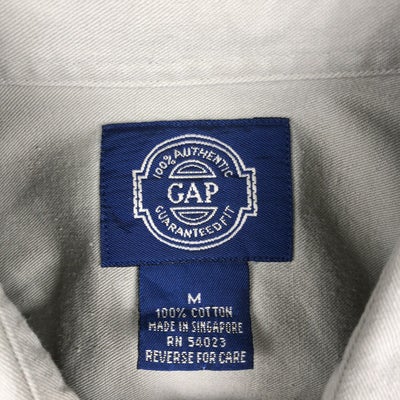 100% AUTHENTIC
GAP
GUARANTEED FIT
M
100% COTTON
MADE IN SINGAPORE
RN 54023
REVERSE FOR CARE